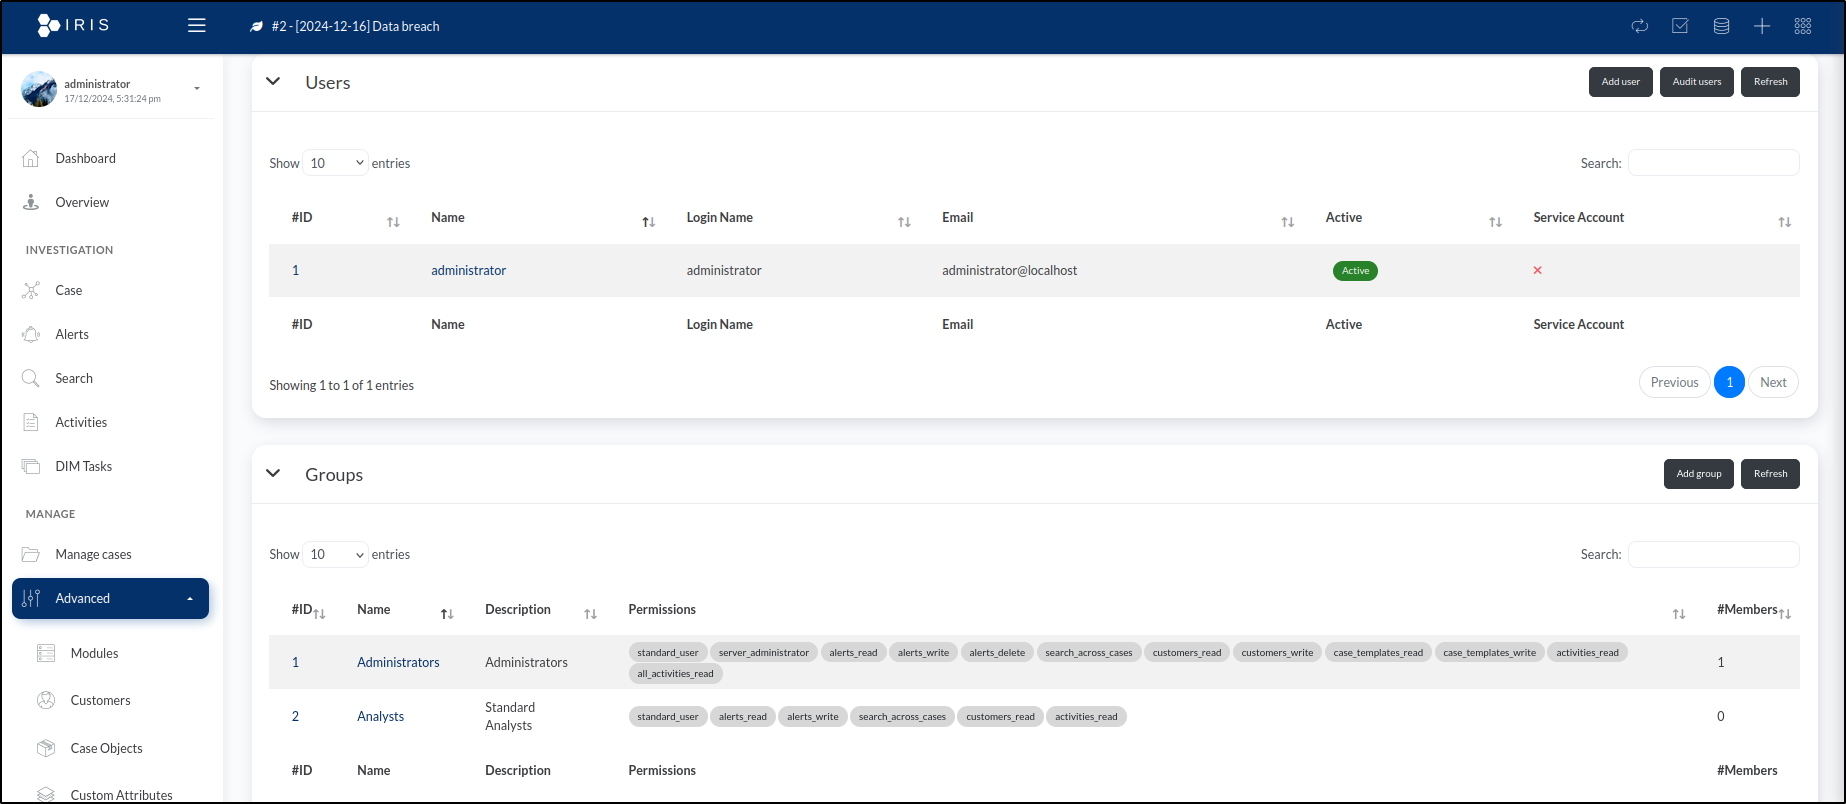 IRIS
#2 - [2024-12-16] Data breach
administrator
17/12/2024, 5:31:24 pm
Dashboard
Overview
INVESTIGATION
Case
Alerts
Search
Activities
DIM Tasks
MANAGE
Manage cases
Advanced
Modules
Customers
Case Objects
Custom Attributes
Users
Add user Audit users Refresh
Show 10 entries Search:
#ID Name Login Name Email Active Service Account
1 administrator administrator administrator@localhost Active
#ID Name Login Name Email Active Service Account
Showing 1 to 1 of 1 entries Previous 1 Next
Groups
Add group Refresh
Show 10 entries Search:
#ID Name Description Permissions #Members
1 Administrators Administrators standard_user server_administrator alerts_read alerts_write alerts_delete search_across_cases customers_read customers_write case_templates_read case_templates_write activities_read 1
all_activities_read
2 Analysts Standard Analysts standard_user alerts_read alerts_write search_across_cases customers_read activities_read 0
#ID Name Description Permissions #Members